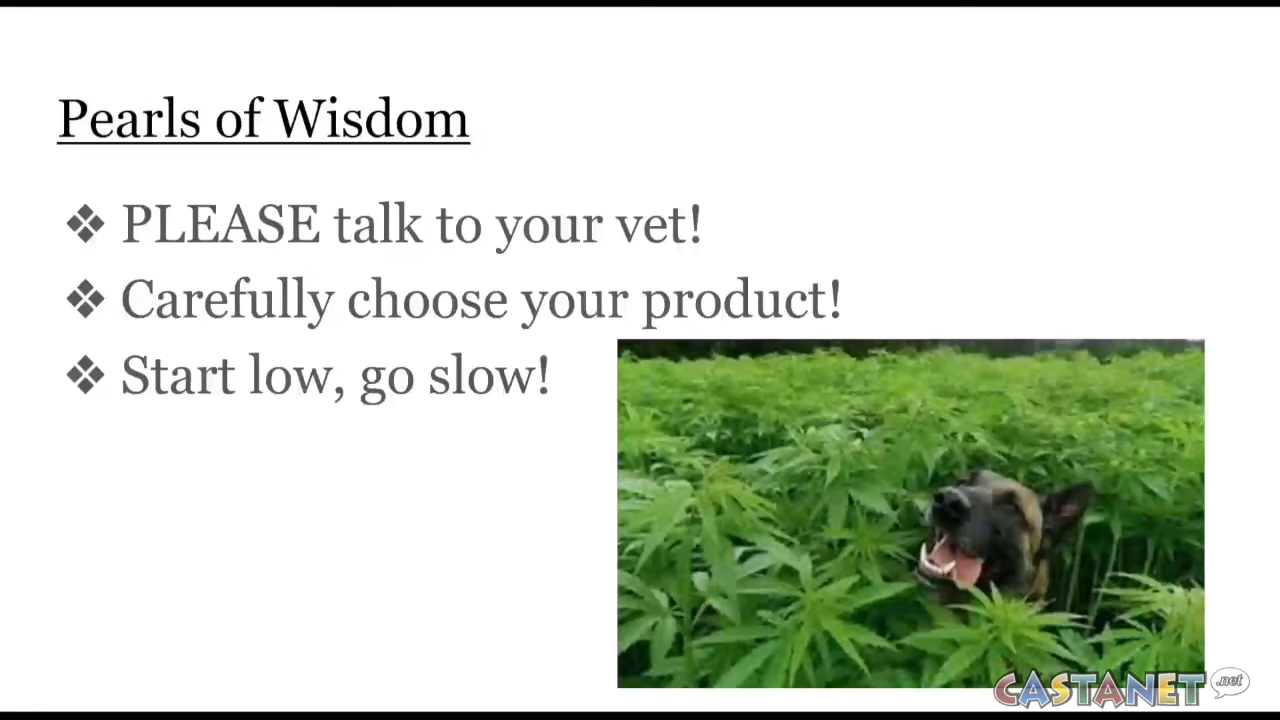 Pearls of Wisdom
❖ PLEASE talk to your vet!
❖ Carefully choose your product!
❖ Start low, go slow!
CASTANET .net